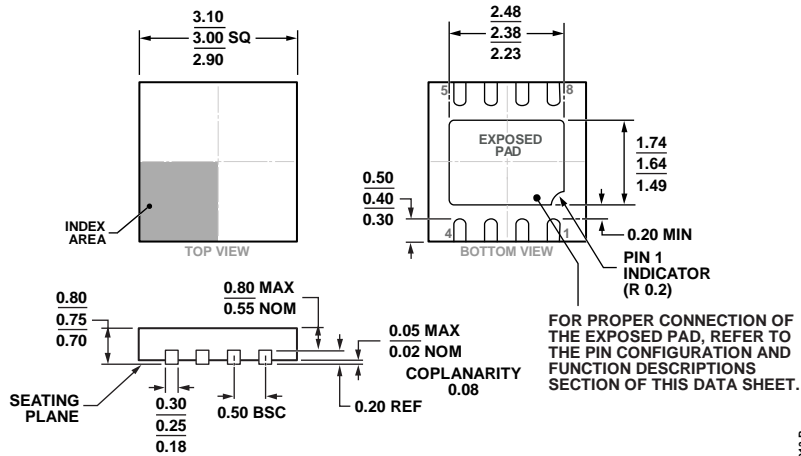 3.10
3.00 SQ
2.90
INDEX
AREA
TOP VIEW
2.48
2.38
2.23
5
8
EXPOSED
PAD
4
1
BOTTOM VIEW
1.74
1.64
1.49
0.50
0.40
0.30
0.20 MIN
PIN 1
INDICATOR
(R 0.2)
FOR PROPER CONNECTION OF
THE EXPOSED PAD, REFER TO
THE PIN CONFIGURATION AND
FUNCTION DESCRIPTIONS
SECTION OF THIS DATA SHEET.
0.80
0.75
0.70
0.80 MAX
0.55 NOM
0.05 MAX
0.02 NOM
COPLANARITY
0.08
SEATING
PLANE
0.30
0.25
0.18
0.50 BSC
0.20 REF